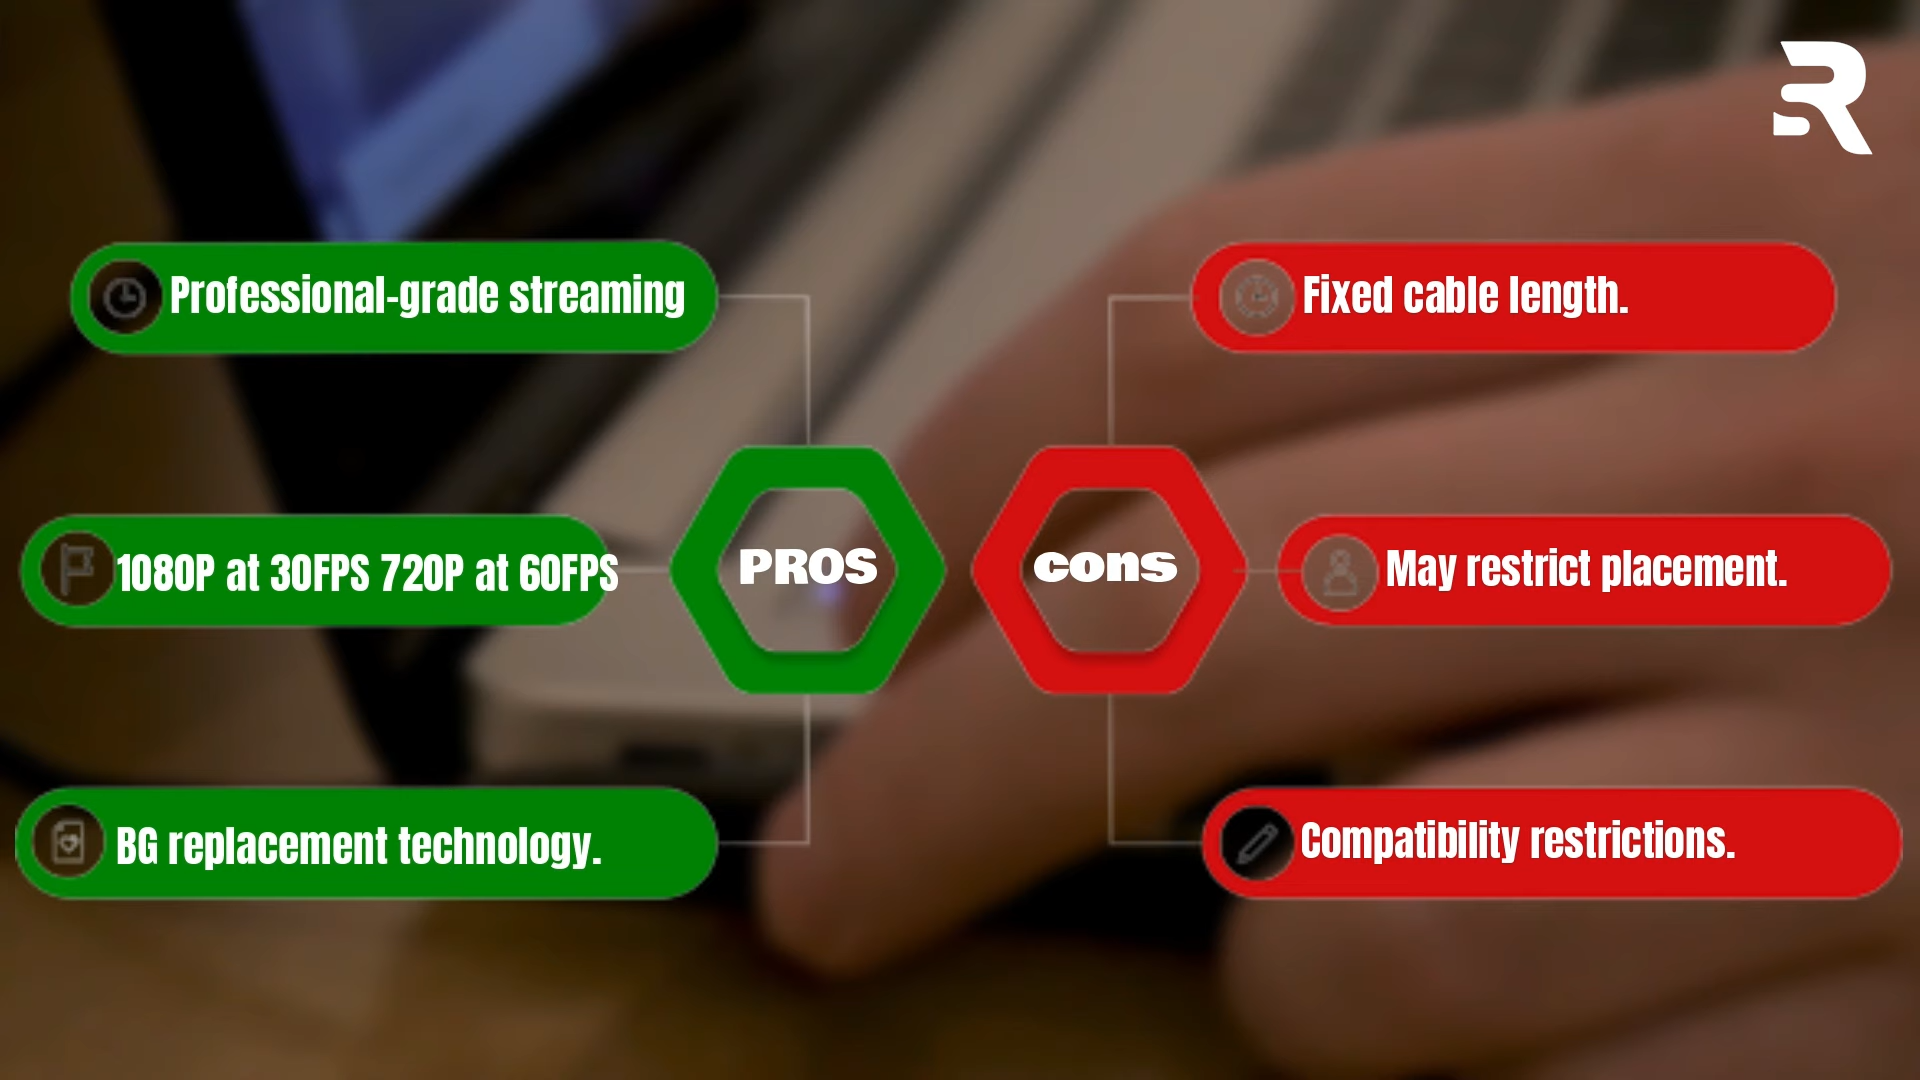 Professional-grade streaming
1080P at 30FPS 720P at 60FPS
BG replacement technology.
PROS
cons
Fixed cable length.
May restrict placement.
Compatibility restrictions.